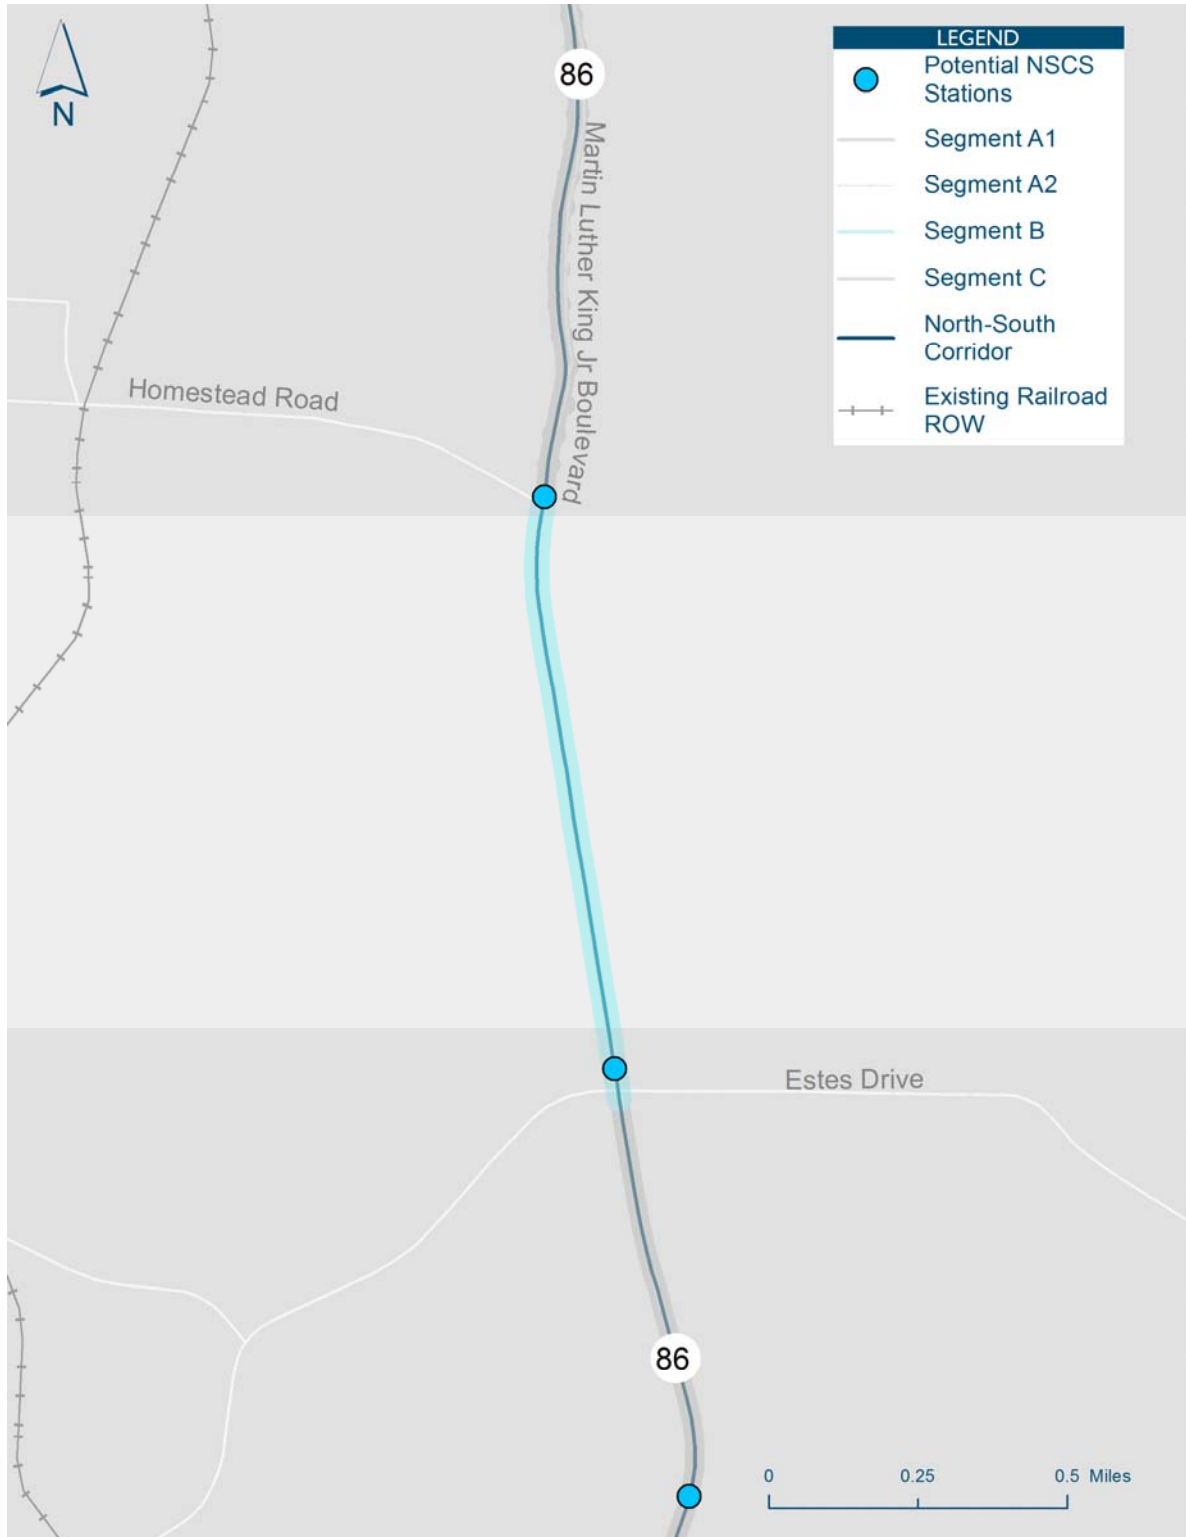 LEGEND
Potential NSCS
Stations
Segment A1
Segment A2
Segment B
Segment C
North-South
Corridor
Existing Railroad
ROW
N
86
Martin Luther King Jr Boulevard
Homestead Road
Estes Drive
86
0 0.25 0.5 Miles